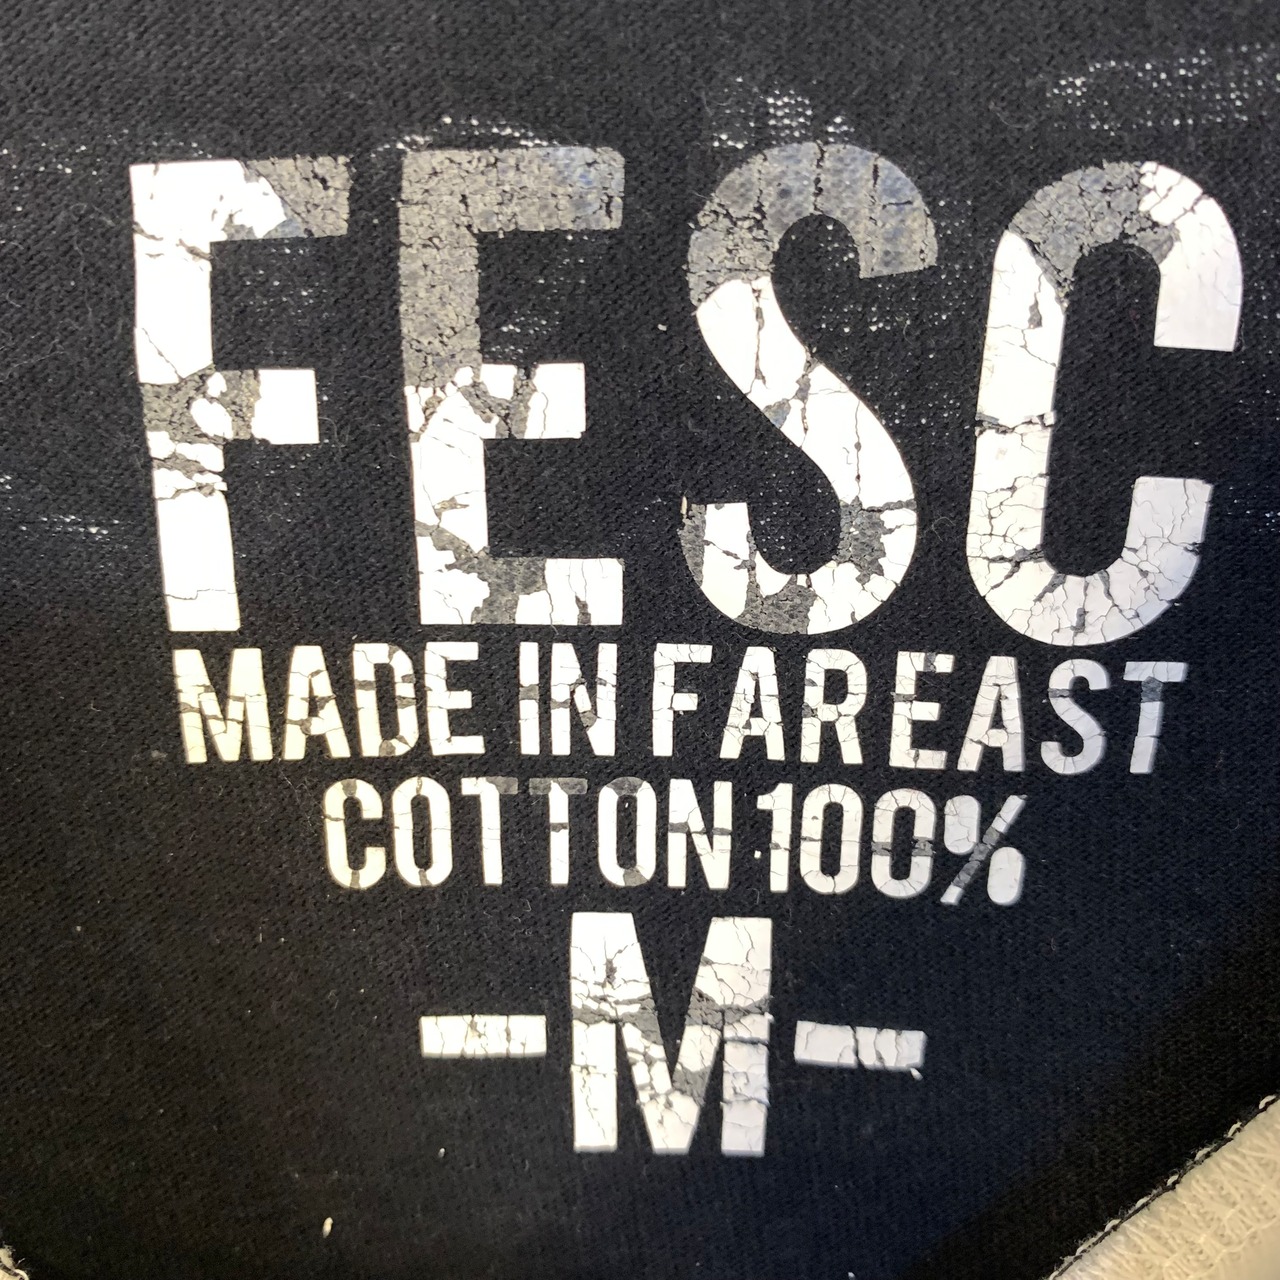 FESC
MADE IN FAR EAST
COTTON 100%
-M-